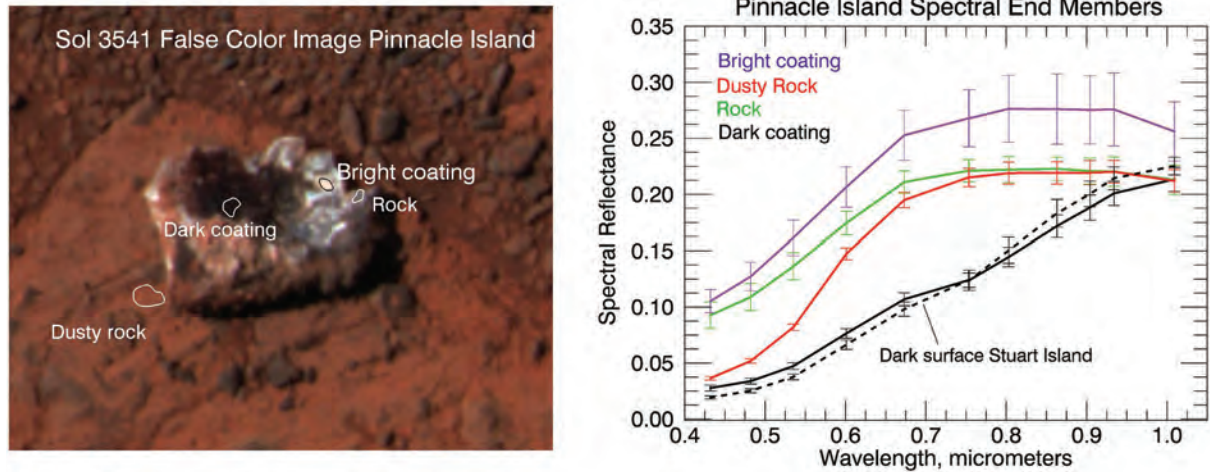 Sol 3541 False Color Image Pinnacle Island
Bright coating
Rock
Dark coating
Dusty rock
Pinnacle Island Spectral End Members
Bright coating
Dusty Rock
Rock
Dark coating
Dark surface Stuart Island
Spectral Reflectance
0.35
0.30
0.25
0.20
0.15
0.10
0.05
0.00
0.4 0.5 0.6 0.7 0.8 0.9 1.0
Wavelength, micrometers